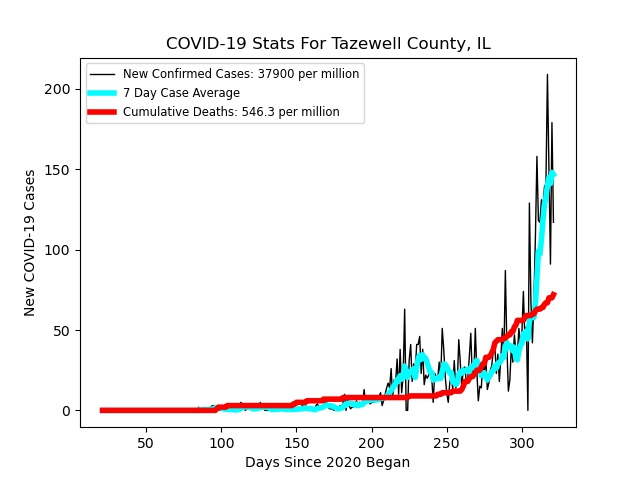 COVID-19 Stats For Tazewell County, IL
New Confirmed Cases: 37900 per million
7 Day Case Average
Cumulative Deaths: 546.3 per million
New COVID-19 Cases
200
150
100
50
0
50 100 150 200 250 300
Days Since 2020 Began